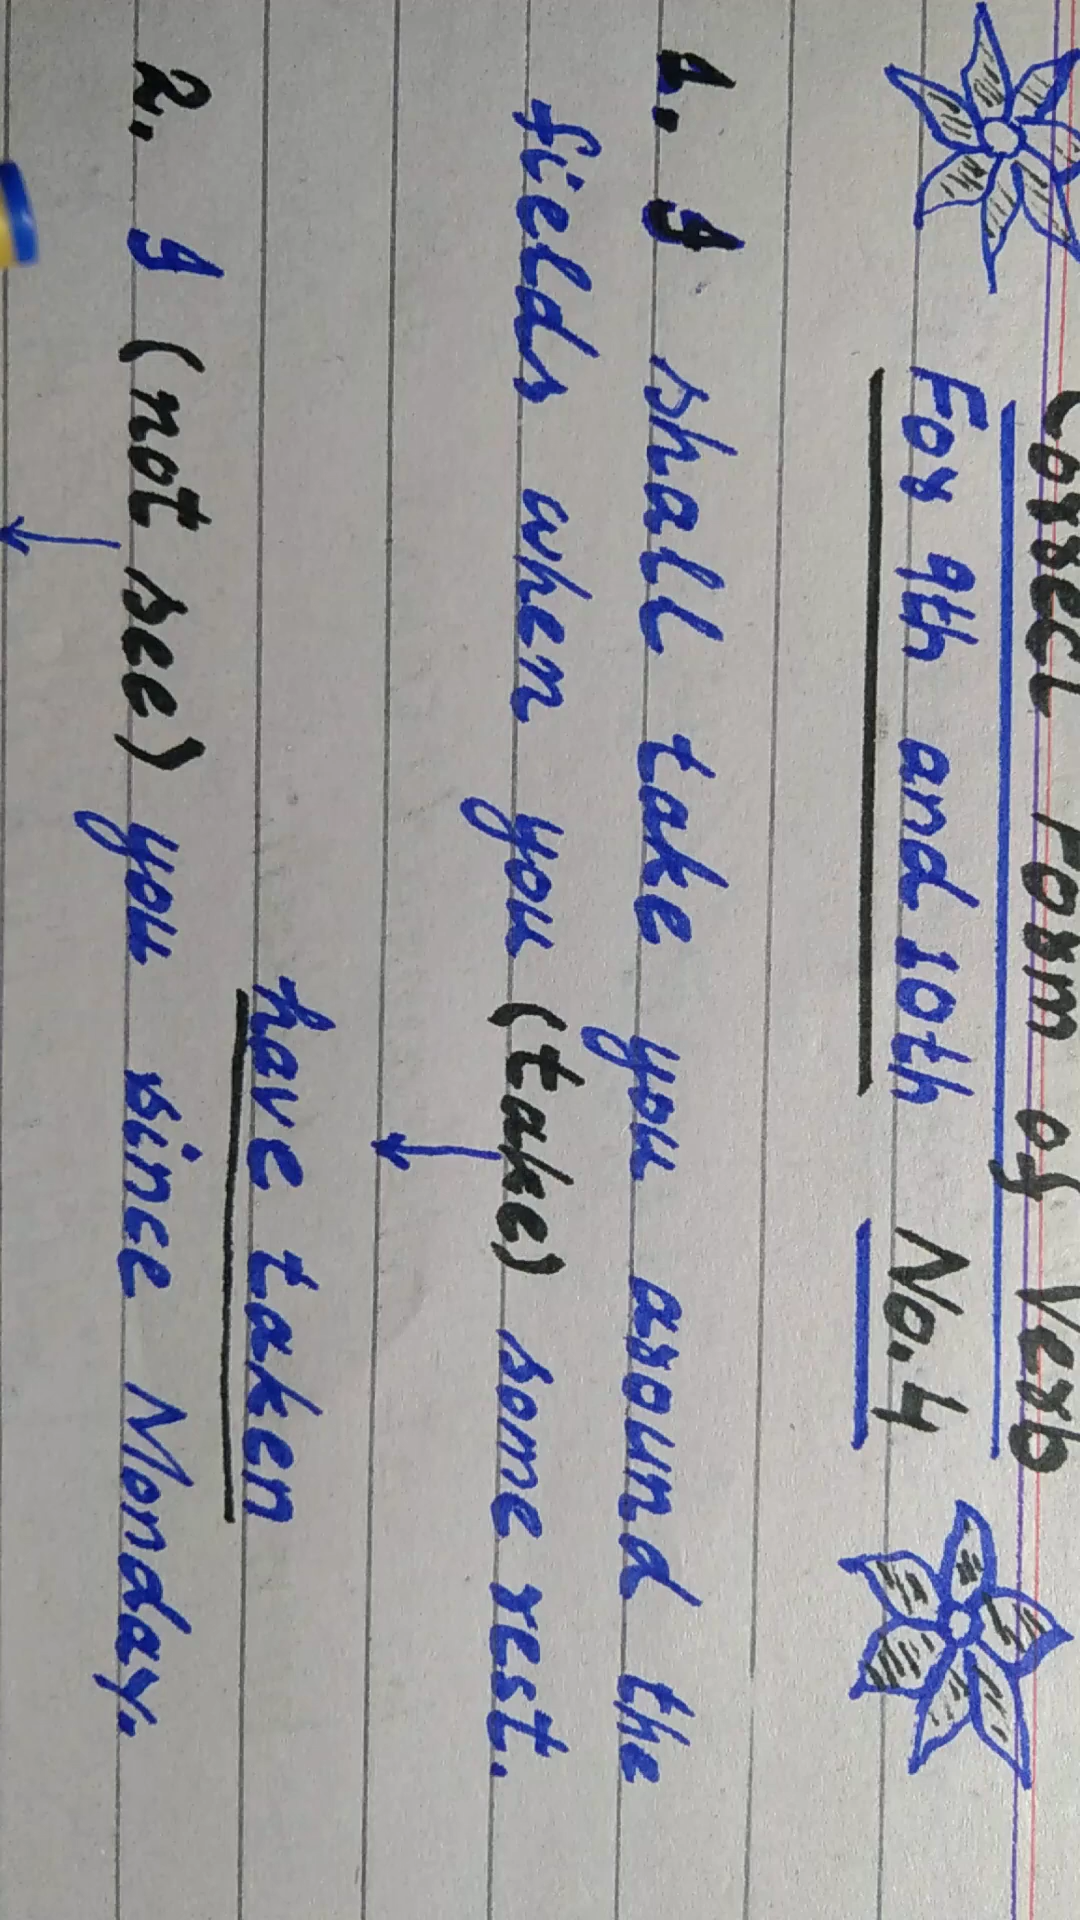 Correct Form of Verb
For 9th and 10th No.4
1. I shall take you around the
fields when you (take) some rest.
have taken
2. I (not see) you since Monday.